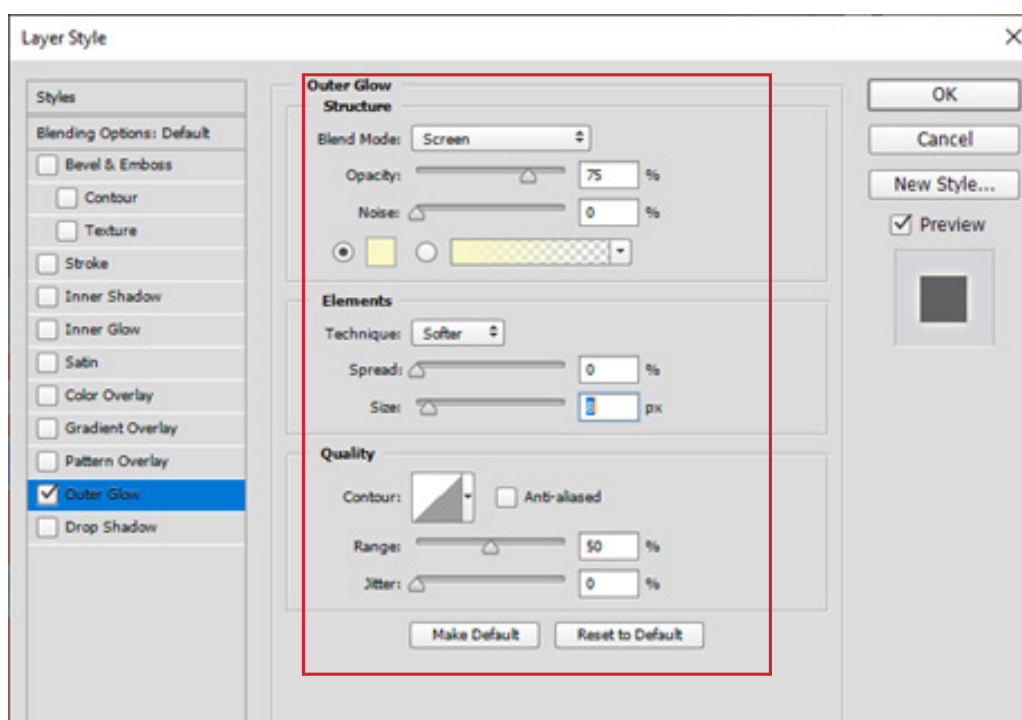 Layer Style
Styles
Blending Options: Default
Bevel & Emboss
Contour
Texture
Stroke
Inner Shadow
Inner Glow
Satin
Color Overlay
Gradient Overlay
Pattern Overlay
Outer Glow
Drop Shadow
Outer Glow
Structure
Blend Mode: Screen
Opacity: 75 %
Noise: 0 %
Elements
Technique: Softer
Spread: 0 %
Size: px
Quality
Contour: Anti-aliased
Range: 50 %
Jitter: 0 %
Make Default Reset to Default
OK
Cancel
New Style...
Preview